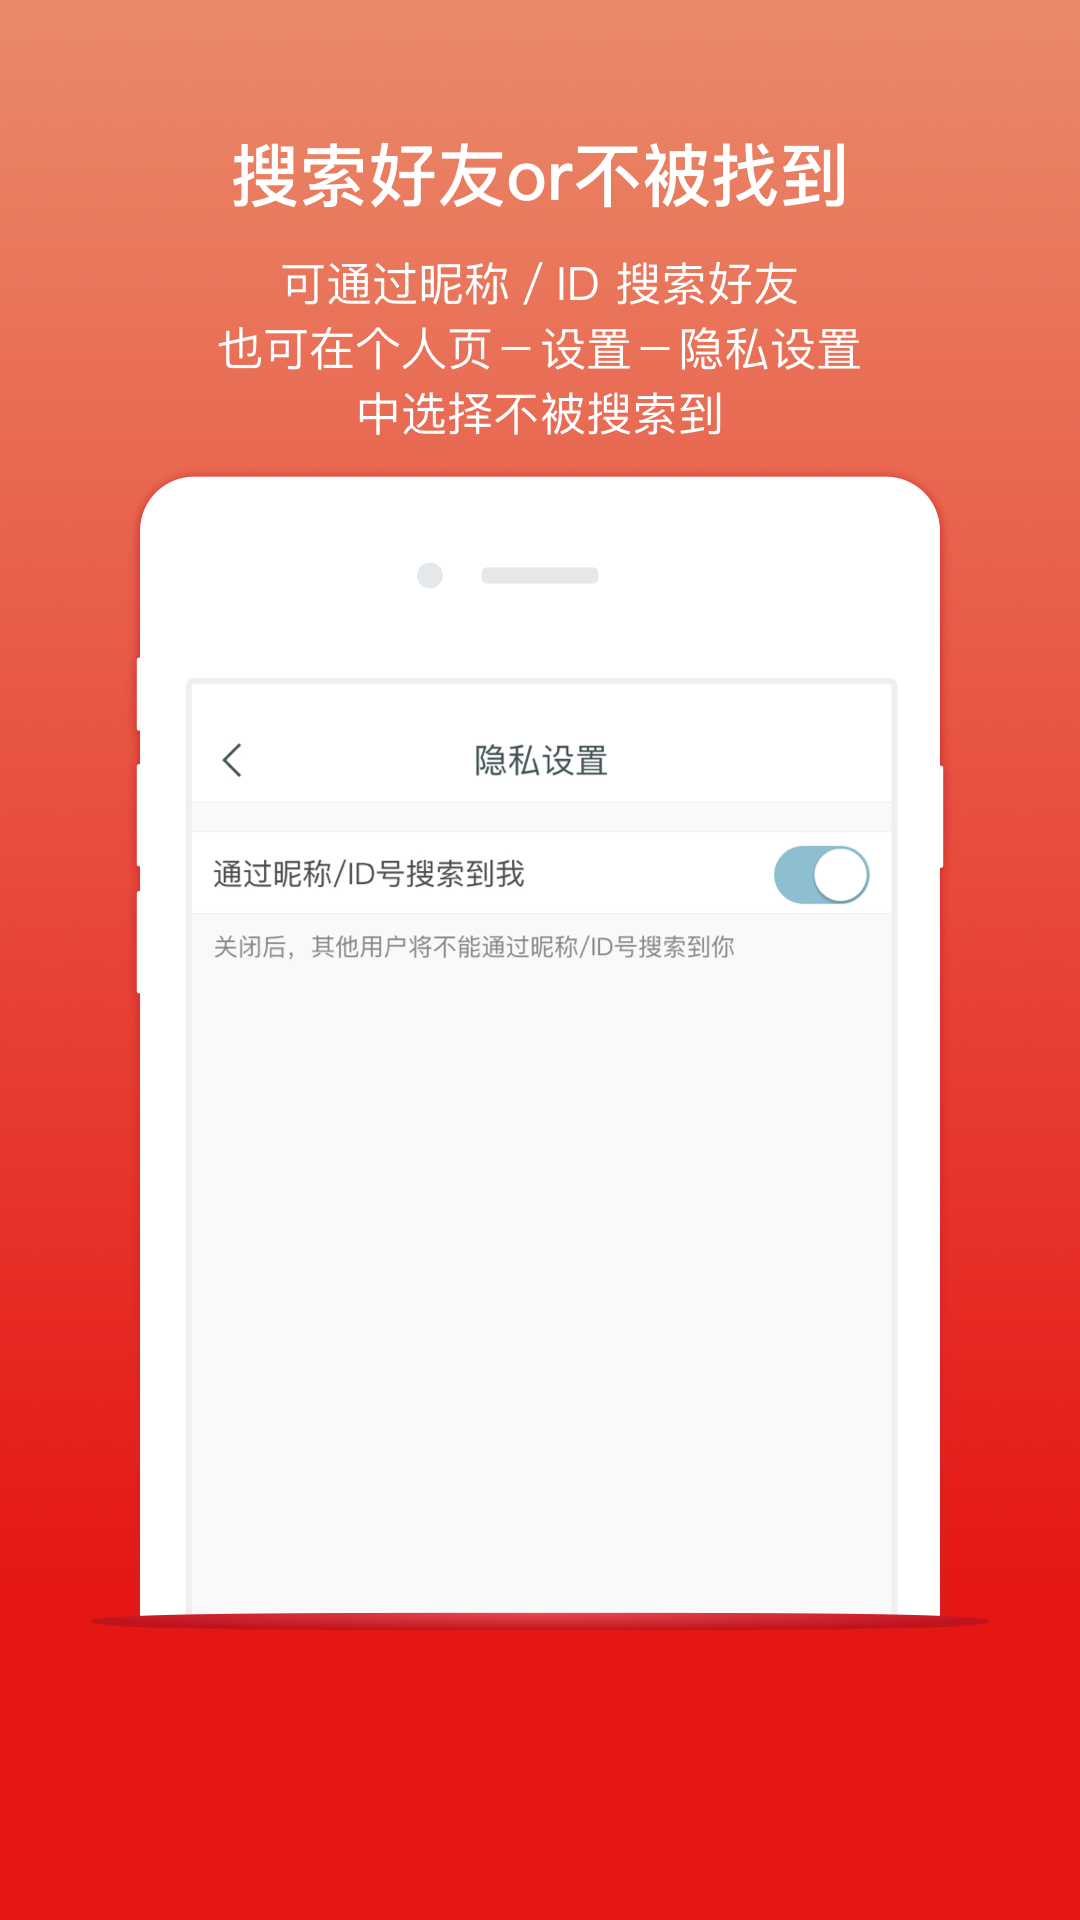 搜索好友or不被找到
可通过昵称 / ID 搜索好友
也可在个人页－设置－隐私设置
中选择不被搜索到
隐私设置
通过昵称/ID号搜索到我
关闭后，其他用户将不能通过昵称/ID号搜索到你